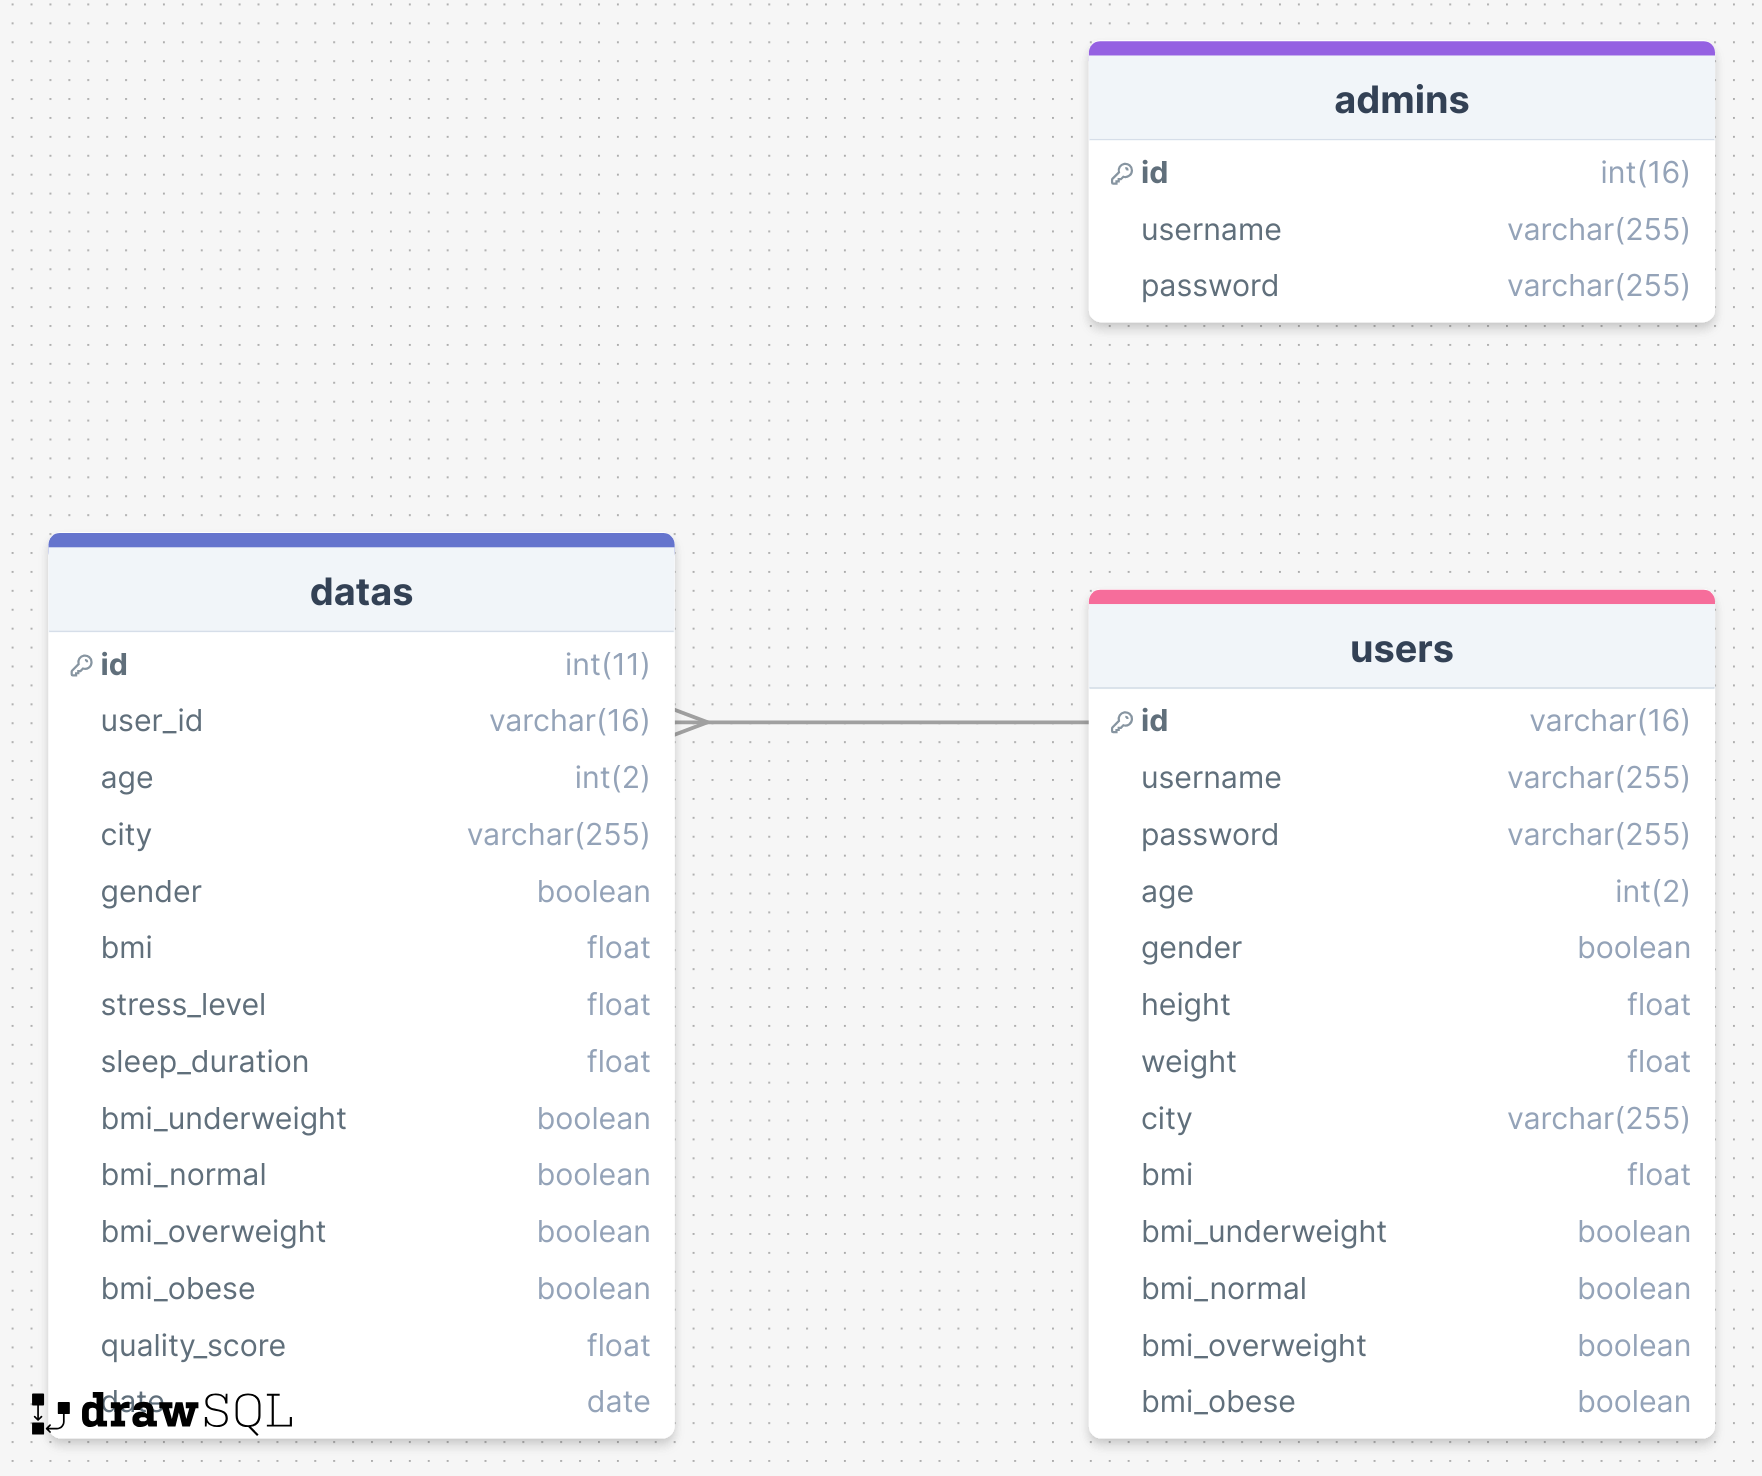 admins
id int(16)
username varchar(255)
password varchar(255)
datas
id int(11)
user_id varchar(16)
age int(2)
city varchar(255)
gender boolean
bmi float
stress_level float
sleep_duration float
bmi_underweight boolean
bmi_normal boolean
bmi_overweight boolean
bmi_obese boolean
quality_score float
date date
drawSQL
users
id varchar(16)
username varchar(255)
password varchar(255)
age int(2)
gender boolean
height float
weight float
city varchar(255)
bmi float
bmi_underweight boolean
bmi_normal boolean
bmi_overweight boolean
bmi_obese boolean